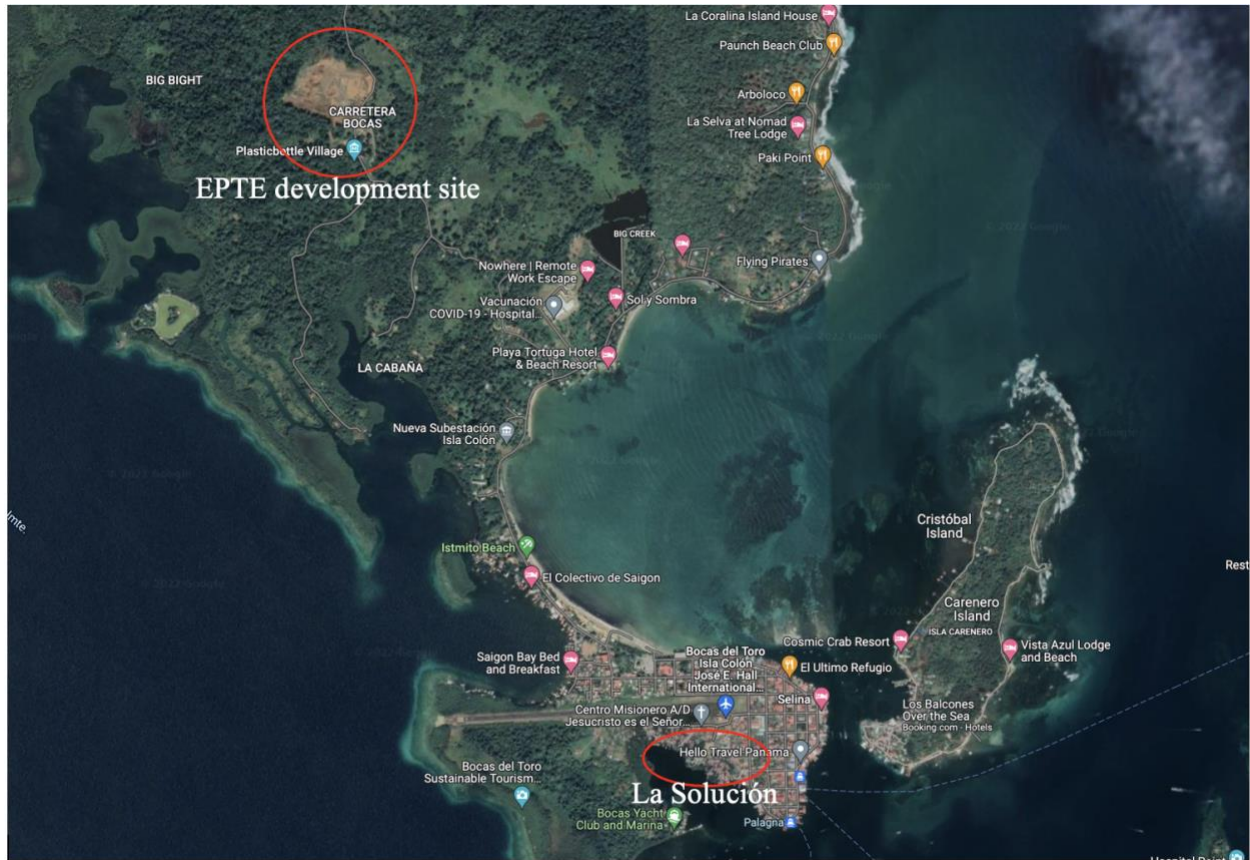 La Coralina Island House
Paunch Beach Club
BIG BIGHT
Arboloco
CARRETERA
BOCAS
La Selva at Nomad
Tree Lodge
Plasticbottle Village
Paki Point
EPTE development site
BIG CREEK
Flying Pirates
Nowhere | Remote
Work Escape
Vacunación
COVID-19 - Hospital...
Sol y Sombra
Playa Tortuga Hotel
& Beach Resort
LA CABAÑA
Nueva Subestación
Isla Colón
Cristóbal
Island
Istmito Beach
El Colectivo de Saigon
Rest
Carenero
Island
ISLA CARENERO
Cosmic Crab Resort
Vista Azul Lodge
and Beach
Saigon Bay Bed
and Breakfast
Bocas del Toro
Isla Colón
José E. Hall
International...
El Ultimo Refugio
Selina
Centro Misionero A/D
Jesucristo es el Señor...
Los Balcones
Over the Sea
Booking.com - Hotels
Hello Travel Panama
Bocas del Toro
Sustainable Tourism...
La Solución
Bocas Yacht
Club and Marina
Palagna
Hospital Point